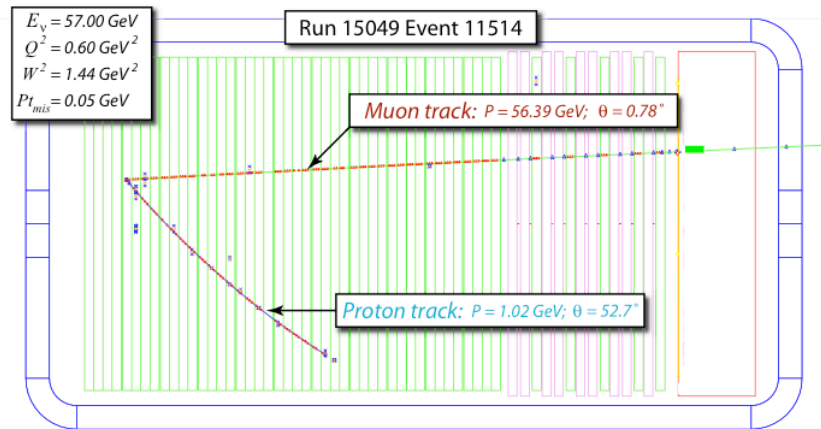 E_ν = 57.00 GeV
Q² = 0.60 GeV²
W² = 1.44 GeV²
Pt_mis = 0.05 GeV
Run 15049 Event 11514
Muon track: P = 56.39 GeV; θ = 0.78°
Proton track: P = 1.02 GeV; θ = 52.7°